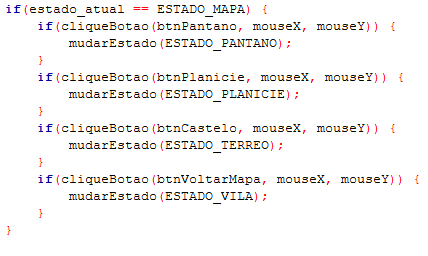 if(estado_atual == ESTADO_MAPA) {
    if(cliqueBotao(btnPantano, mouseX, mouseY)) {
        mudarEstado(ESTADO_PANTANO);
    }
    if(cliqueBotao(btnPlanicie, mouseX, mouseY)) {
        mudarEstado(ESTADO_PLANICIE);
    }
    if(cliqueBotao(btnCastelo, mouseX, mouseY)) {
        mudarEstado(ESTADO_TERREO);
    }
    if(cliqueBotao(btnVoltarMapa, mouseX, mouseY)) {
        mudarEstado(ESTADO_VILA);
    }
}